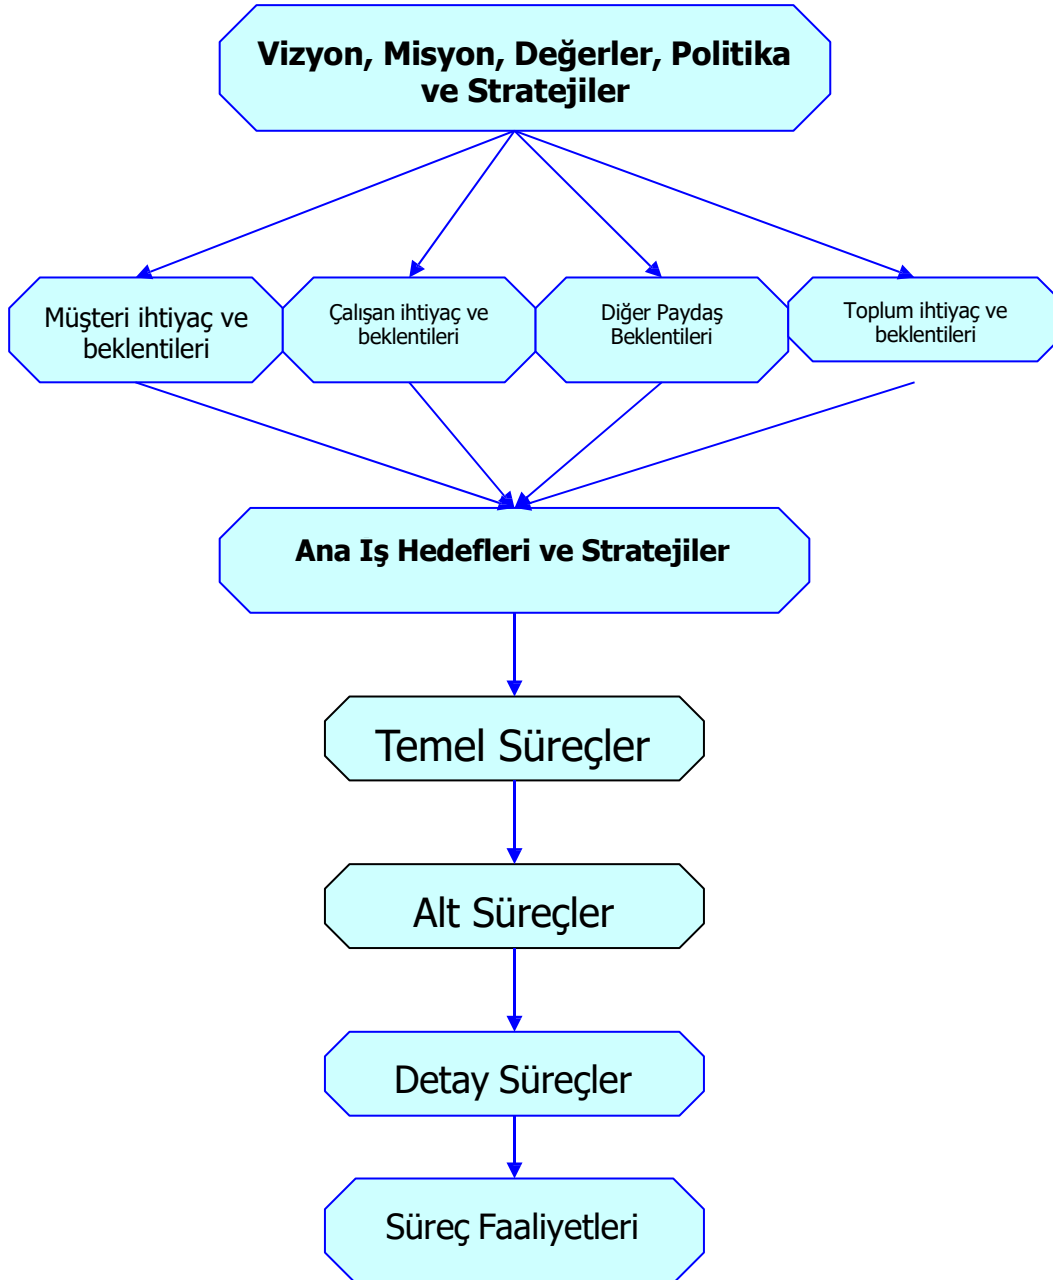 Vizyon, Misyon, Değerler, Politika
ve Stratejiler
Müşteri ihtiyaç ve
beklentileri
Çalışan ihtiyaç ve
beklentileri
Diğer Paydaş
Beklentileri
Toplum ihtiyaç ve
beklentileri
Ana Iş Hedefleri ve Stratejiler
Temel Süreçler
Alt Süreçler
Detay Süreçler
Süreç Faaliyetleri